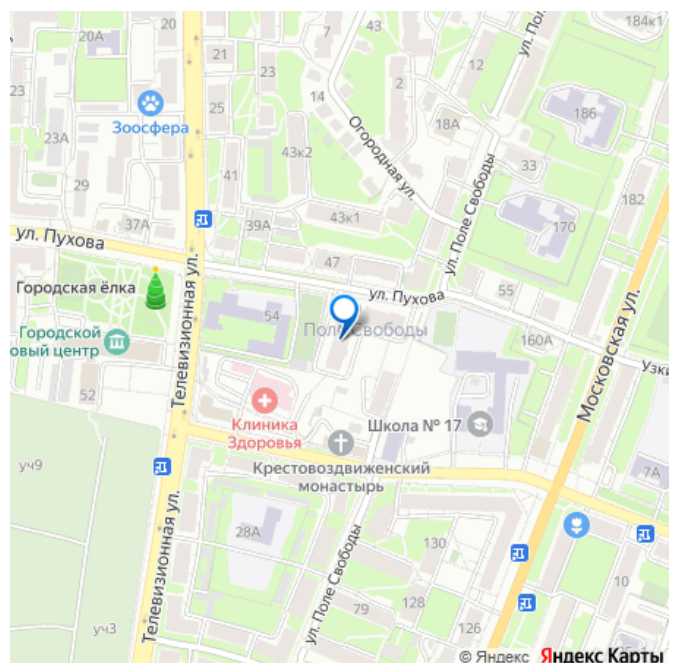 20
20А
21
7
43
184к1
ул. Поле
12
2
23
23
14
25
186
Зоосфера
Огородная ул.
18А
23А
43к2
33
ул. Поле Свободы
29
41
182
37А
39А
43к1
170
ул. Пухова
47
ул. Пухова
55
Городская ёлка
54
Поле Свободы
160А
Городской
овый центр
Телевизионная ул.
Московская ул.
52
Клиника
Здоровья
Школа № 17
Крестовоздвиженский
монастырь
уч9
7А
28А
130
10
Телевизионная ул.
ул. Поле Свободы
79
128
126
уч3
© Яндекс Яндекс Карты